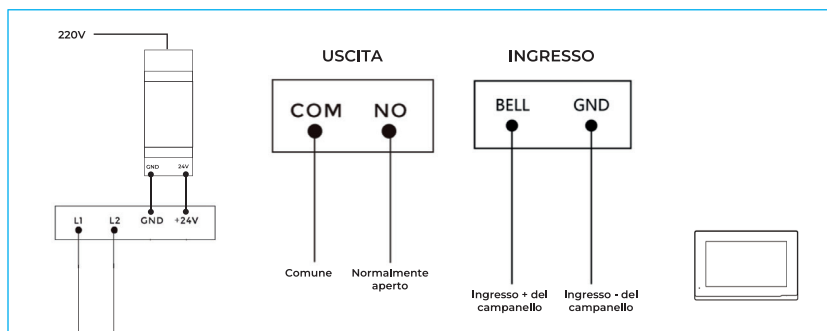 220V
USCITA
INGRESSO
COM NO
BELL GND
GND 24V
L1 L2 GND +24V
Comune
Normalmente
aperto
Ingresso + del
campanello
Ingresso - del
campanello